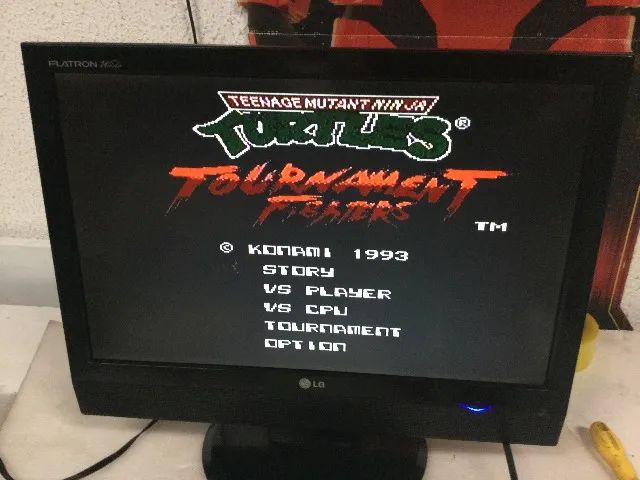 FLATRON
TEENAGE MUTANT NINJA
TURTLES®
TOURNAMENT
FIGHTERS
TM
© KONAMI 1993
STORY
VS PLAYER
VS CPU
TOURNAMENT
OPTION
LG